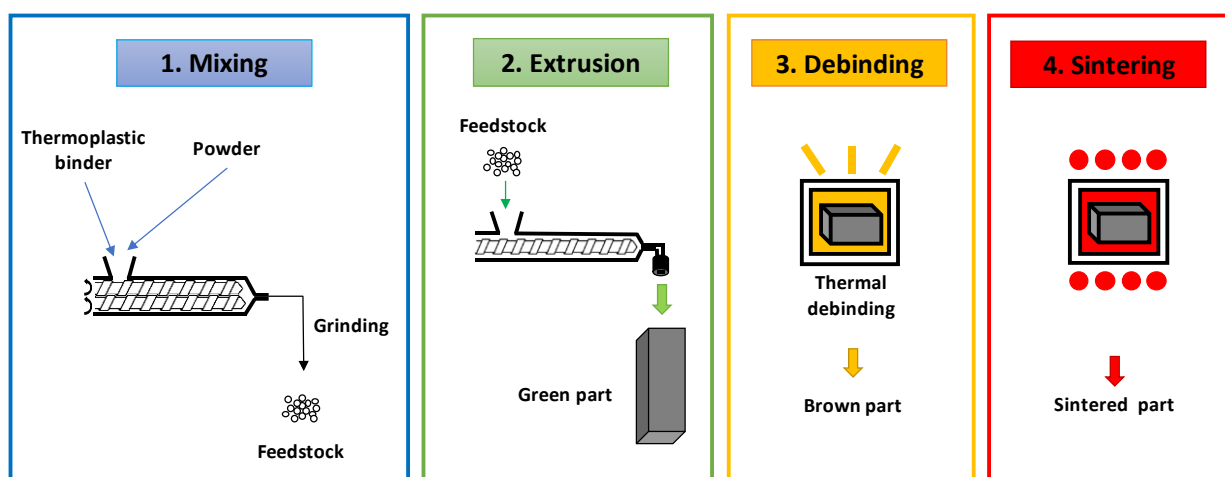 1. Mixing
Thermoplastic
binder
Powder
Grinding
Feedstock
2. Extrusion
Feedstock
Green part
3. Debinding
Thermal
debinding
Brown part
4. Sintering
Sintered part